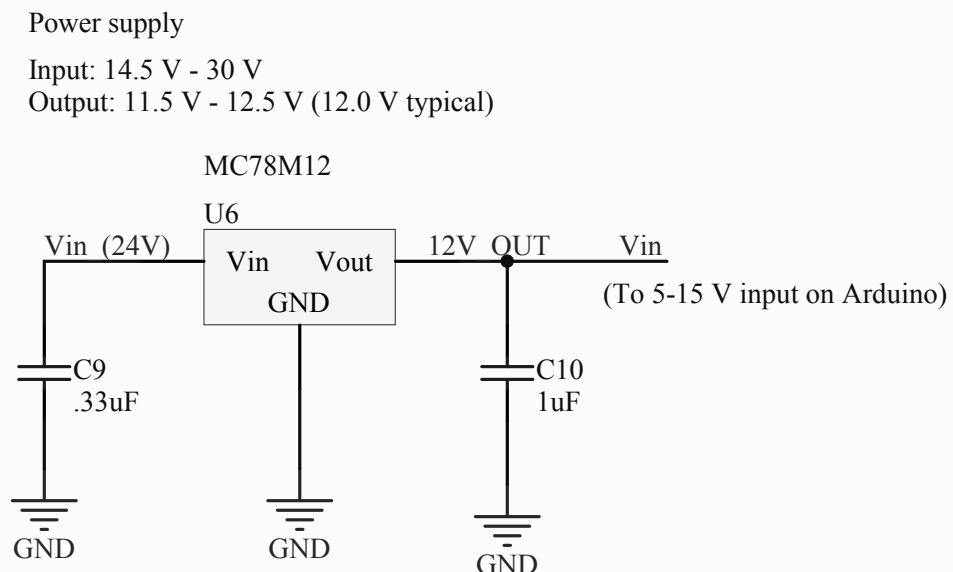 Power supply
Input: 14.5 V - 30 V
Output: 11.5 V - 12.5 V (12.0 V typical)
MC78M12
U6
Vin (24V)
Vin
Vout
GND
12V OUT
Vin
(To 5-15 V input on Arduino)
C9
.33uF
C10
1uF
GND
GND
GND